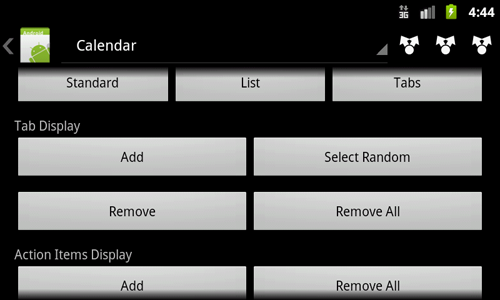 3G 4:44
Android
Calendar
Standard List Tabs
Tab Display
Add Select Random
Remove Remove All
Action Items Display
Add Remove All